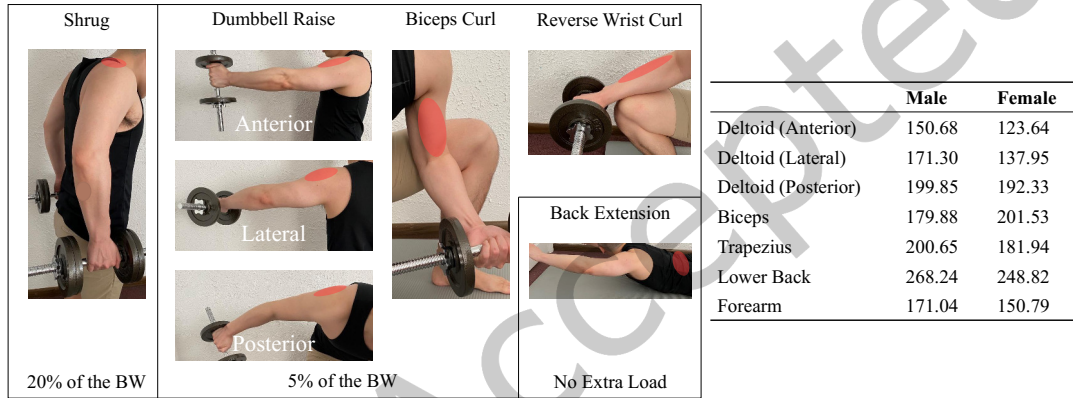 Shrug
Dumbbell Raise
Biceps Curl
Reverse Wrist Curl
Anterior
Lateral
Posterior
Back Extension
20% of the BW
5% of the BW
No Extra Load
Male Female
Deltoid (Anterior) 150.68 123.64
Deltoid (Lateral) 171.30 137.95
Deltoid (Posterior) 199.85 192.33
Biceps 179.88 201.53
Trapezius 200.65 181.94
Lower Back 268.24 248.82
Forearm 171.04 150.79
Accepte